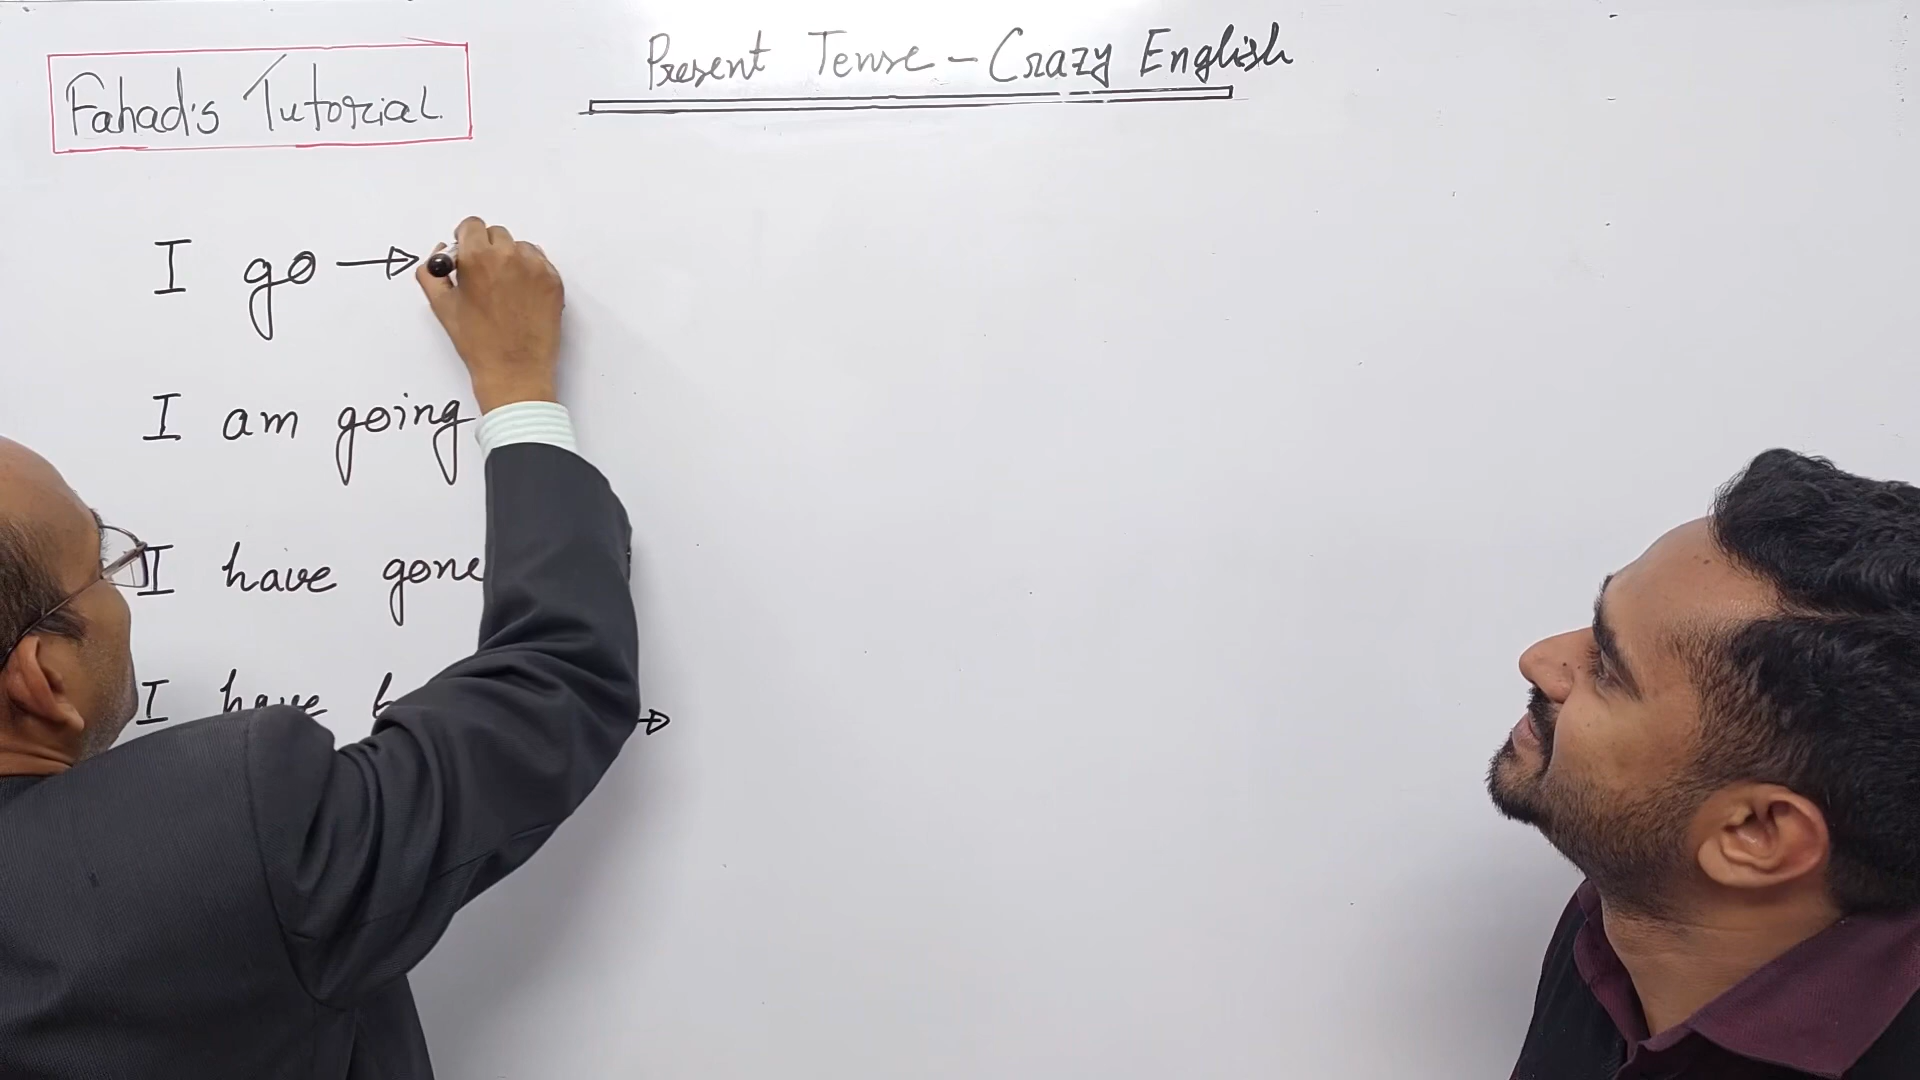 Present Tense - Crazy English
Fahad's Tutorial
I go →
I am going
I have gone
I have